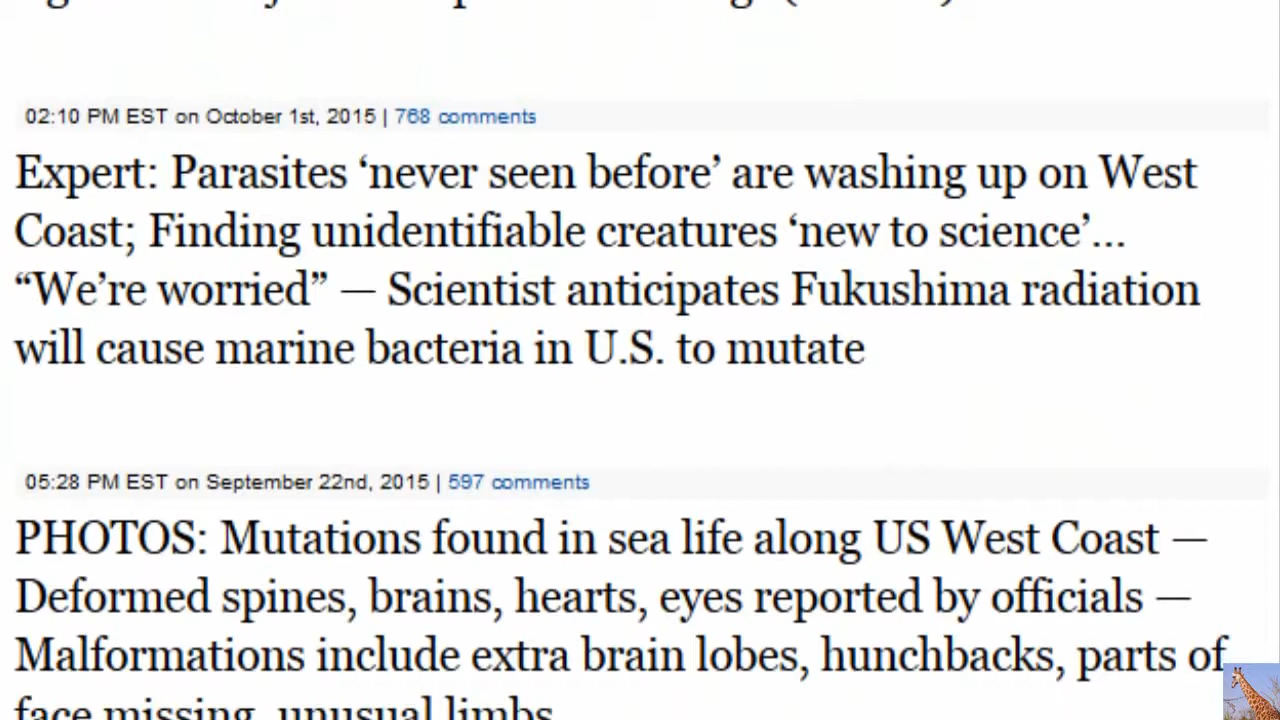 02:10 PM EST on October 1st, 2015 | 768 comments
Expert: Parasites ‘never seen before’ are washing up on West
Coast; Finding unidentifiable creatures ‘new to science’…
“We’re worried” — Scientist anticipates Fukushima radiation
will cause marine bacteria in U.S. to mutate
05:28 PM EST on September 22nd, 2015 | 597 comments
PHOTOS: Mutations found in sea life along US West Coast —
Deformed spines, brains, hearts, eyes reported by officials —
Malformations include extra brain lobes, hunchbacks, parts of
face missing, unusual limbs